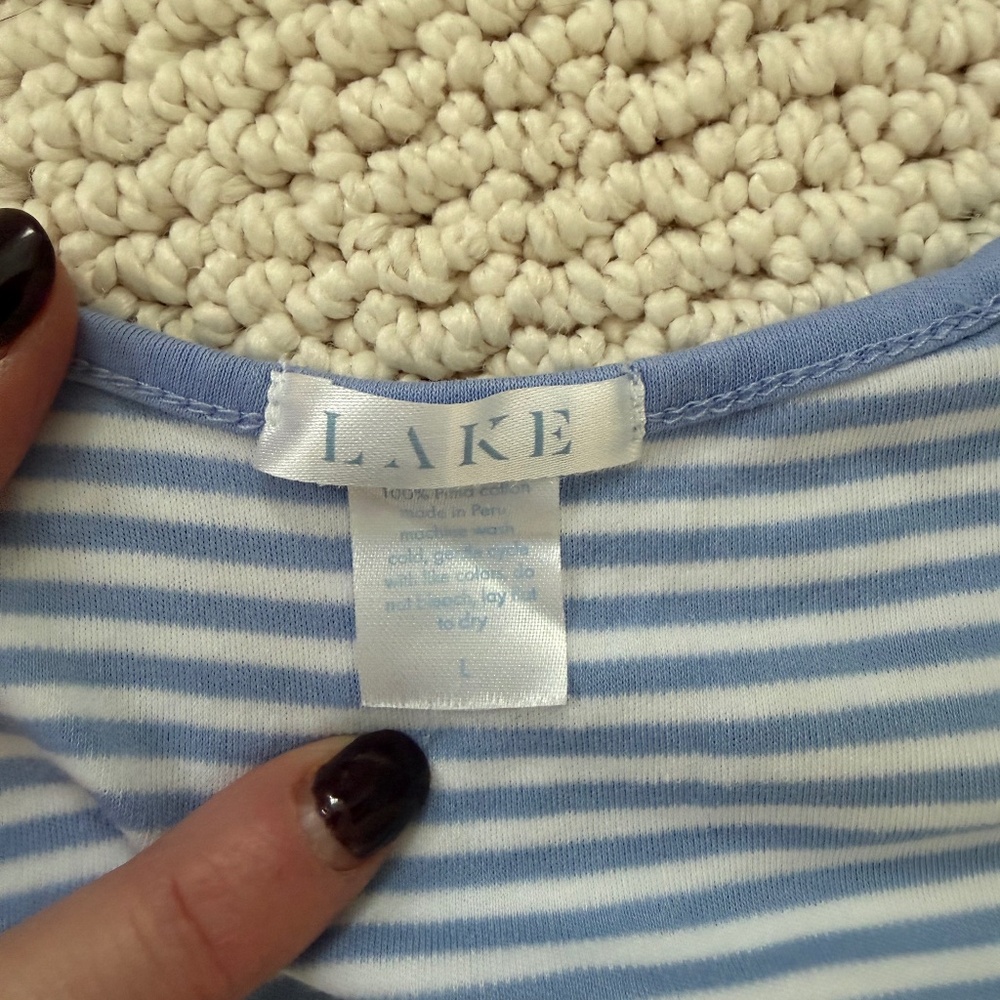 LAKE
100% Pima cotton
made in Peru
machine wash
cold, gentle cycle
with like colors, do
not bleach, lay flat
to dry
L